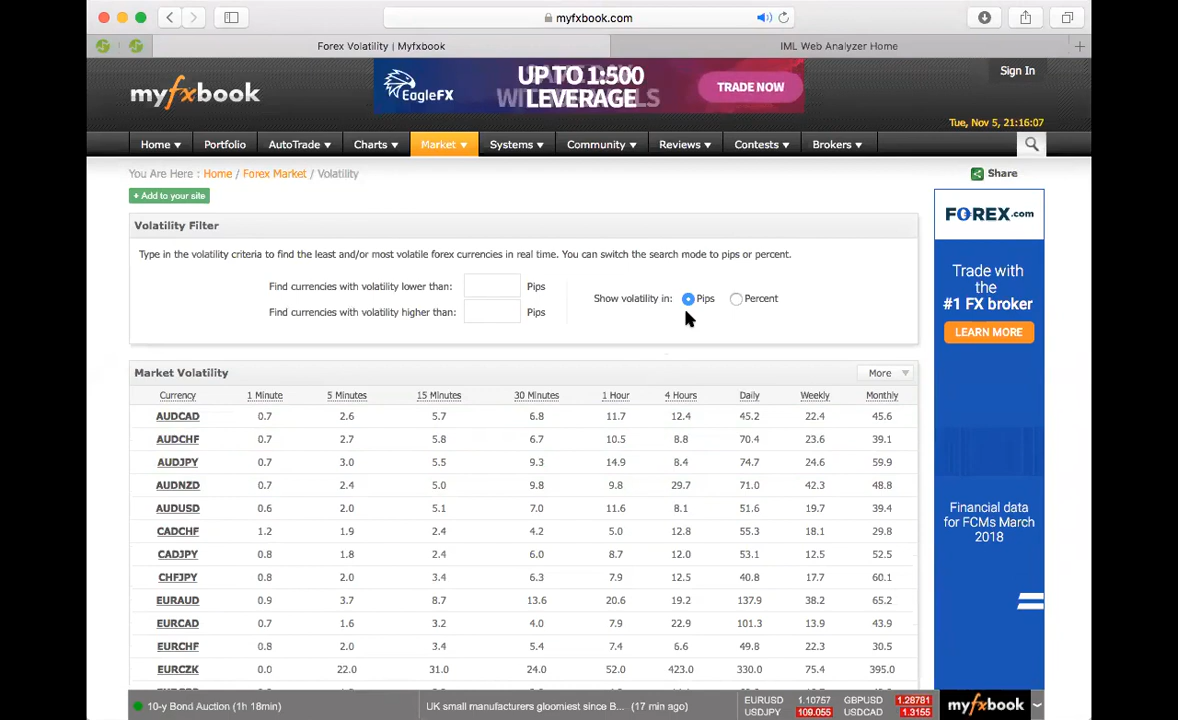 myfxbook.com
Forex Volatility | Myfxbook
IML Web Analyzer Home
myfxbook
EagleFX
UP TO 1:500
LEVERAGE
TRADE NOW
Sign In
Tue, Nov 5, 21:16:07
Home Portfolio AutoTrade Charts Market Systems Community Reviews Contests Brokers
You Are Here : Home / Forex Market / Volatility
Share
+ Add to your site
Volatility Filter
Type in the volatility criteria to find the least and/or most volatile forex currencies in real time. You can switch the search mode to pips or percent.
Find currencies with volatility lower than: Pips
Show volatility in: Pips Percent
Find currencies with volatility higher than: Pips
Market Volatility
More
Currency 1 Minute 5 Minutes 15 Minutes 30 Minutes 1 Hour 4 Hours Daily Weekly Monthly
AUDCAD 0.7 2.6 5.7 6.8 11.7 12.4 45.2 22.4 45.6
AUDCHF 0.7 2.7 5.8 6.7 10.5 8.8 70.4 23.6 39.1
AUDJPY 0.7 3.0 5.5 9.3 14.9 8.4 74.7 24.6 59.9
AUDNZD 0.7 2.4 5.0 9.8 9.8 29.7 71.0 42.3 48.8
AUDUSD 0.6 2.0 5.1 7.0 11.6 8.1 51.6 19.7 39.4
CADCHF 1.2 1.9 2.4 4.2 5.0 12.8 55.3 18.1 29.8
CADJPY 0.8 1.8 2.4 6.0 8.7 12.0 53.1 12.5 52.5
CHFJPY 0.8 2.0 3.4 6.3 7.9 12.5 40.8 17.7 60.1
EURAUD 0.9 3.7 8.7 13.6 20.6 19.2 137.9 38.2 65.2
EURCAD 0.7 1.6 3.2 4.0 7.9 22.9 101.3 13.9 43.9
EURCHF 0.8 2.0 3.4 5.4 7.4 6.6 49.8 22.3 30.5
EURCZK 0.0 22.0 31.0 24.0 52.0 423.0 330.0 75.4 395.0
FOREX.com
Trade with
the
#1 FX broker
LEARN MORE
Financial data
for FCMs March
2018
10-y Bond Auction (1h 18min)
UK small manufacturers gloomiest since B... (17 min ago)
EURUSD 1.10757 GBPUSD 1.28781
USDJPY 109.055 USDCAD 1.3155
myfxbook